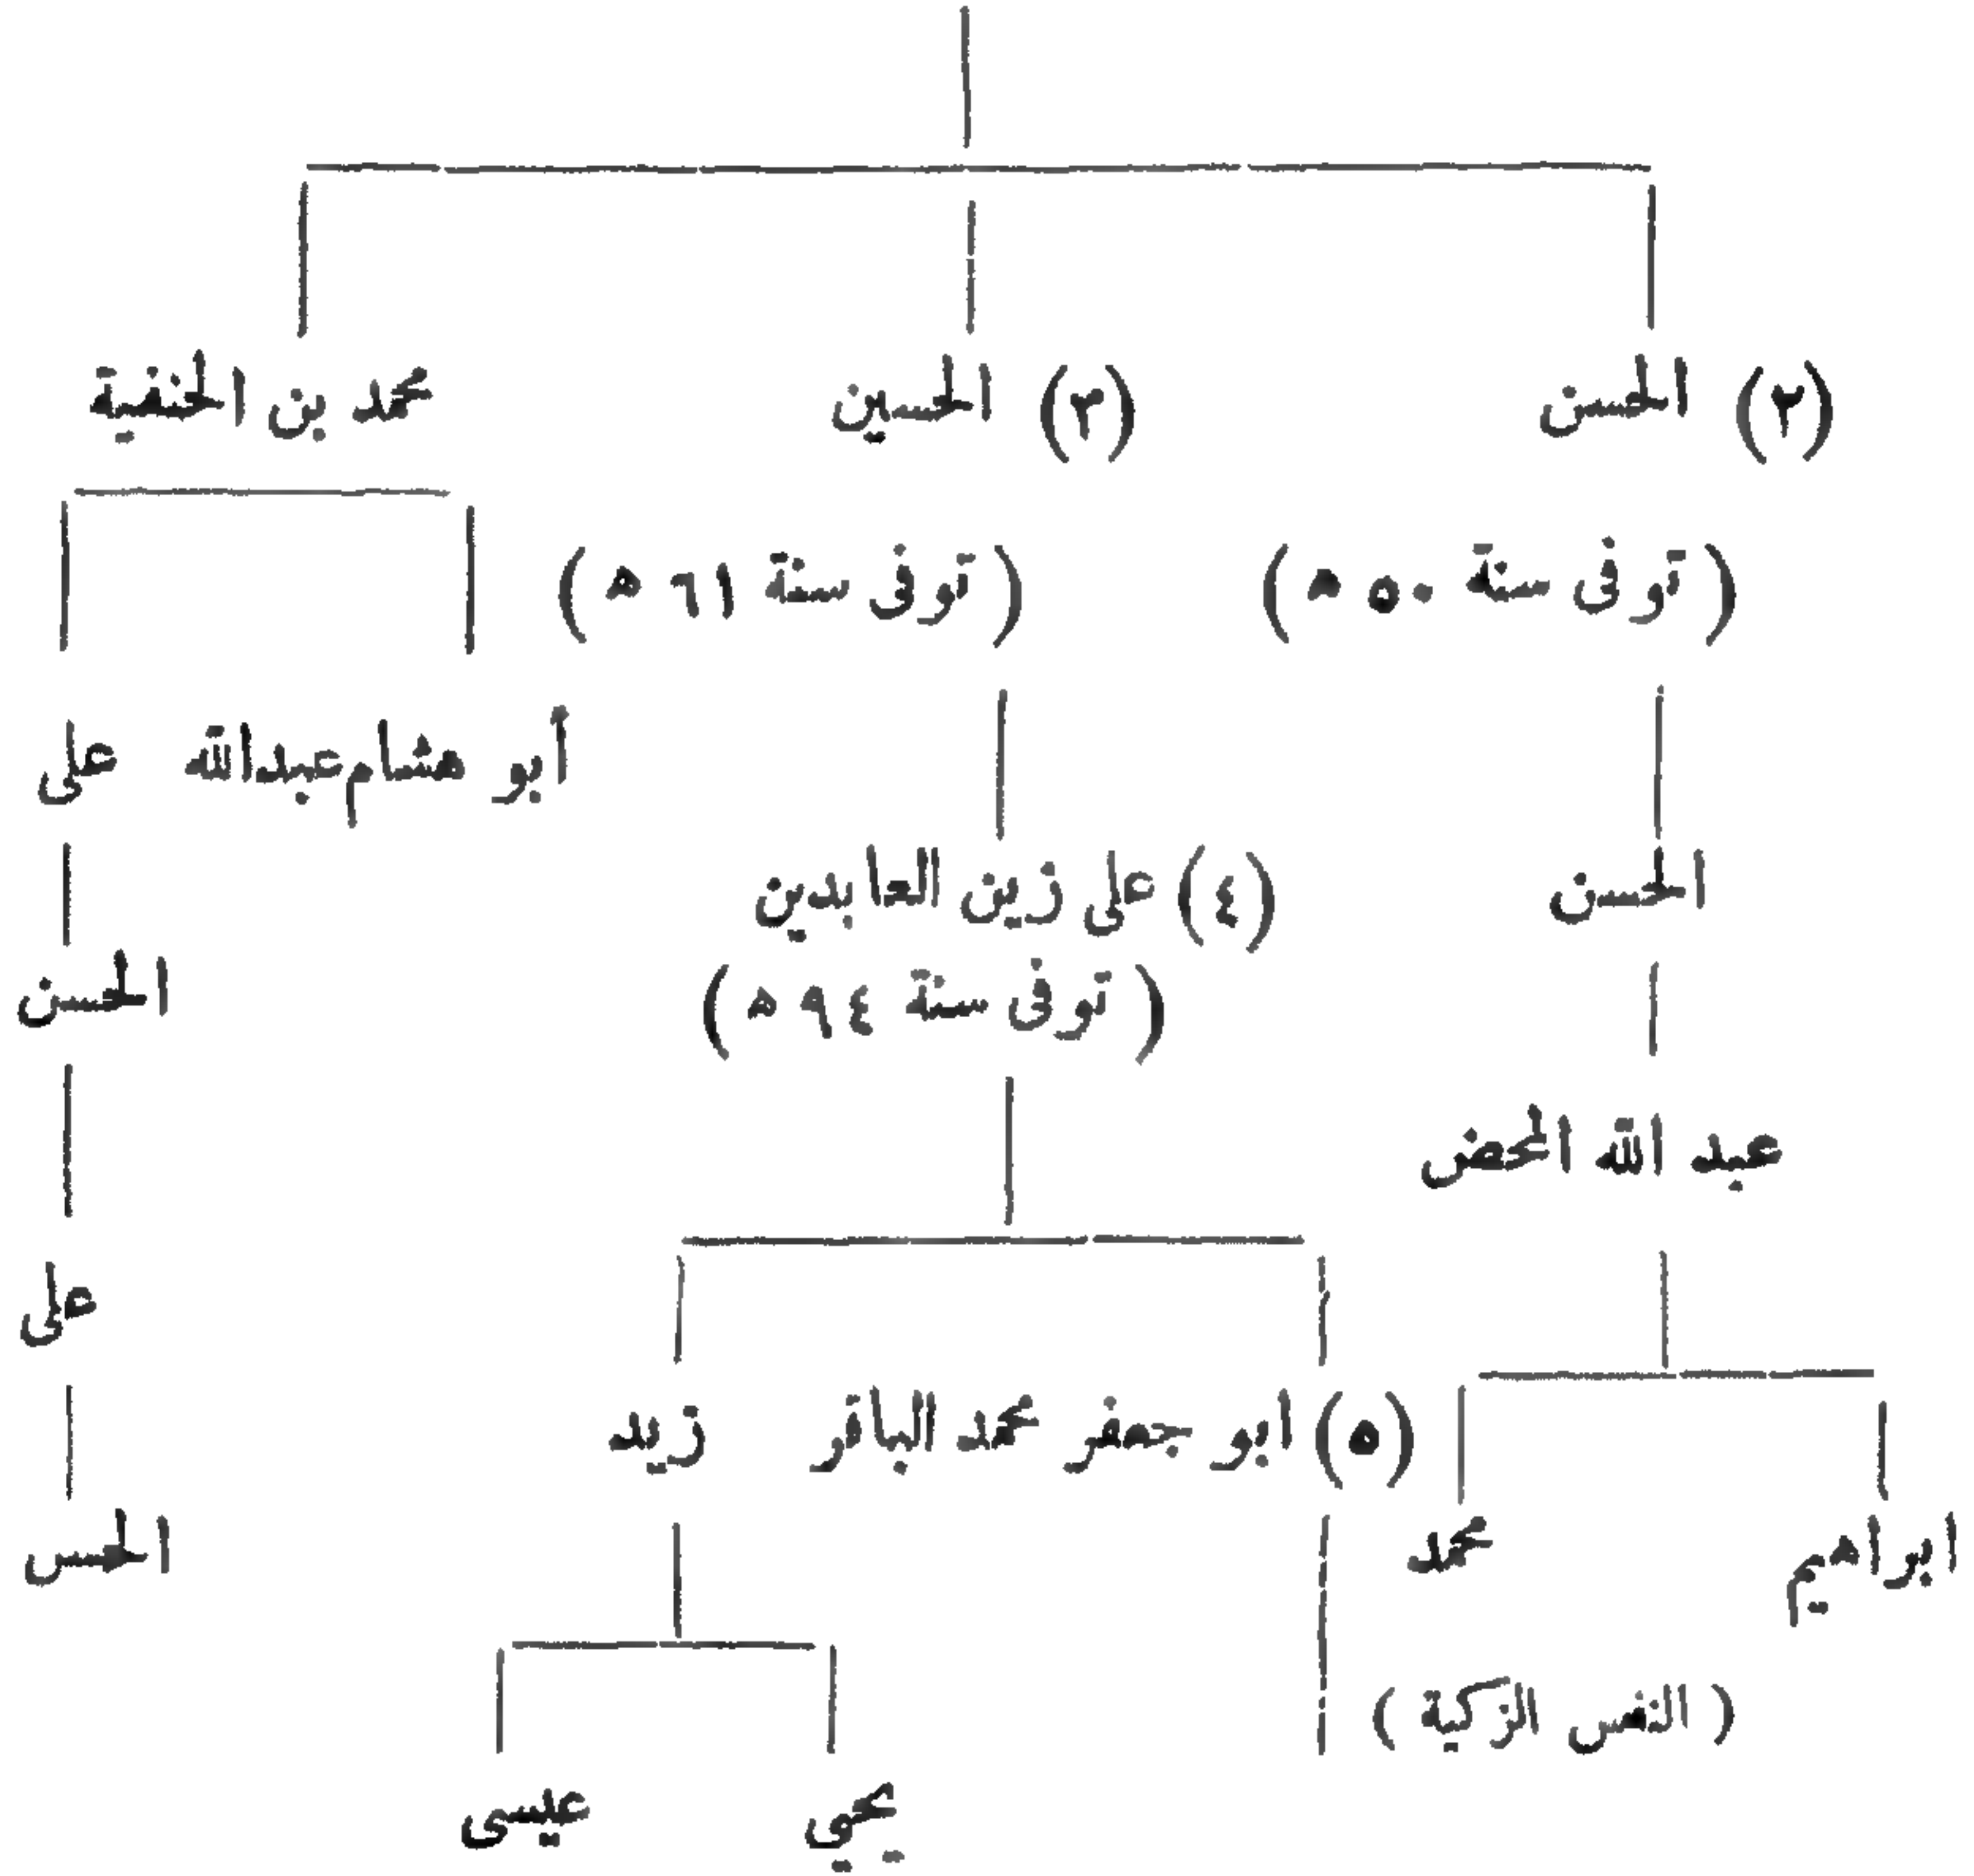 (٢) الحسن (٣) الحسين محمد بن الحنفية
(توفى سنة ٥٠ ه) (توفى سنة ٦١ ه)
أبو هشام عبدالله على
الحسن (٤) على زين العابدين
(توفى سنة ٩٤ ه) الحسن
عبد الله المحض
على
(٥) ابو جعفر محمد الباقر زيد
ابراهيم محمد الحسن
(النفس الزكية)
يحيى عيسى